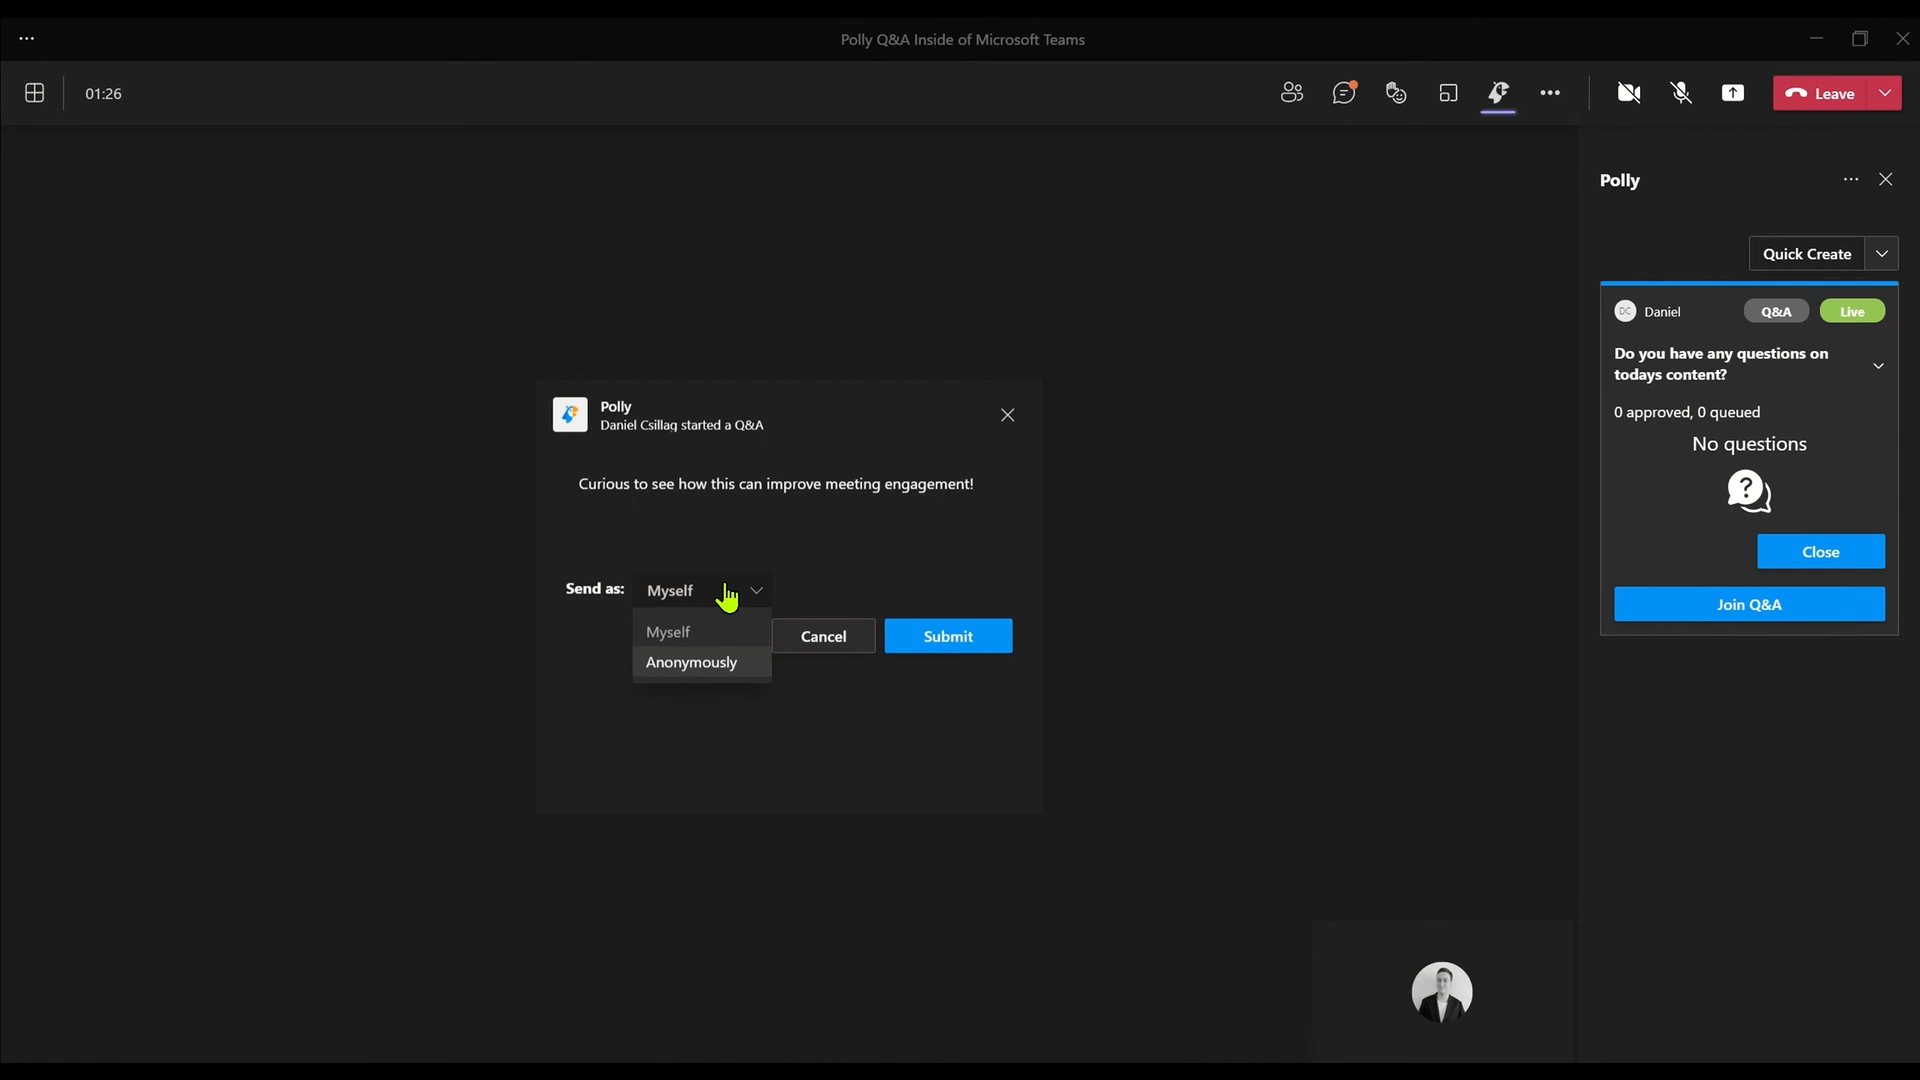 Polly Q&A Inside of Microsoft Teams
01:26
Leave
Polly
Quick Create
DC Daniel Q&A Live
Do you have any questions on
todays content?
0 approved, 0 queued
No questions
Close
Join Q&A
Polly
Daniel Csillag started a Q&A
Curious to see how this can improve meeting engagement!
Send as: Myself
Myself
Anonymously
Cancel Submit